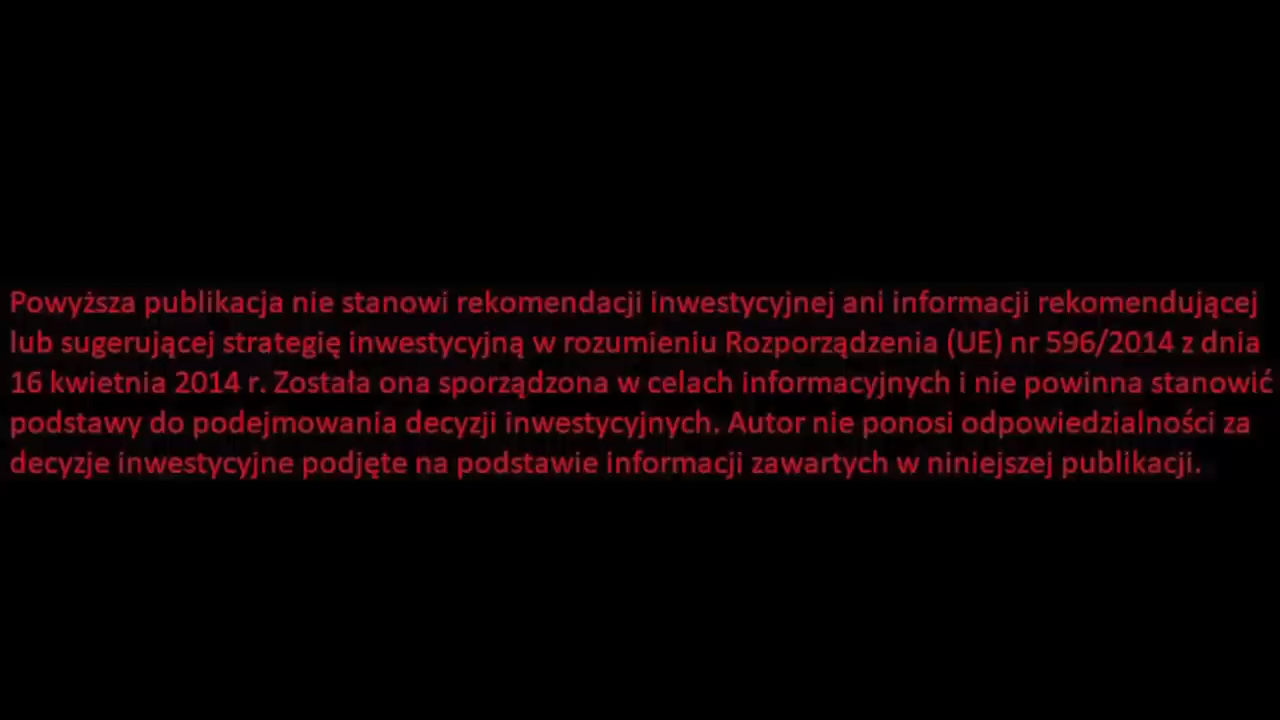 Powyższa publikacja nie stanowi rekomendacji inwestycyjnej ani informacji rekomendującej
lub sugerującej strategię inwestycyjną w rozumieniu Rozporządzenia (UE) nr 596/2014 z dnia
16 kwietnia 2014 r. Została ona sporządzona w celach informacyjnych i nie powinna stanowić
podstawy do podejmowania decyzji inwestycyjnych. Autor nie ponosi odpowiedzialności za
decyzje inwestycyjne podjęte na podstawie informacji zawartych w niniejszej publikacji.